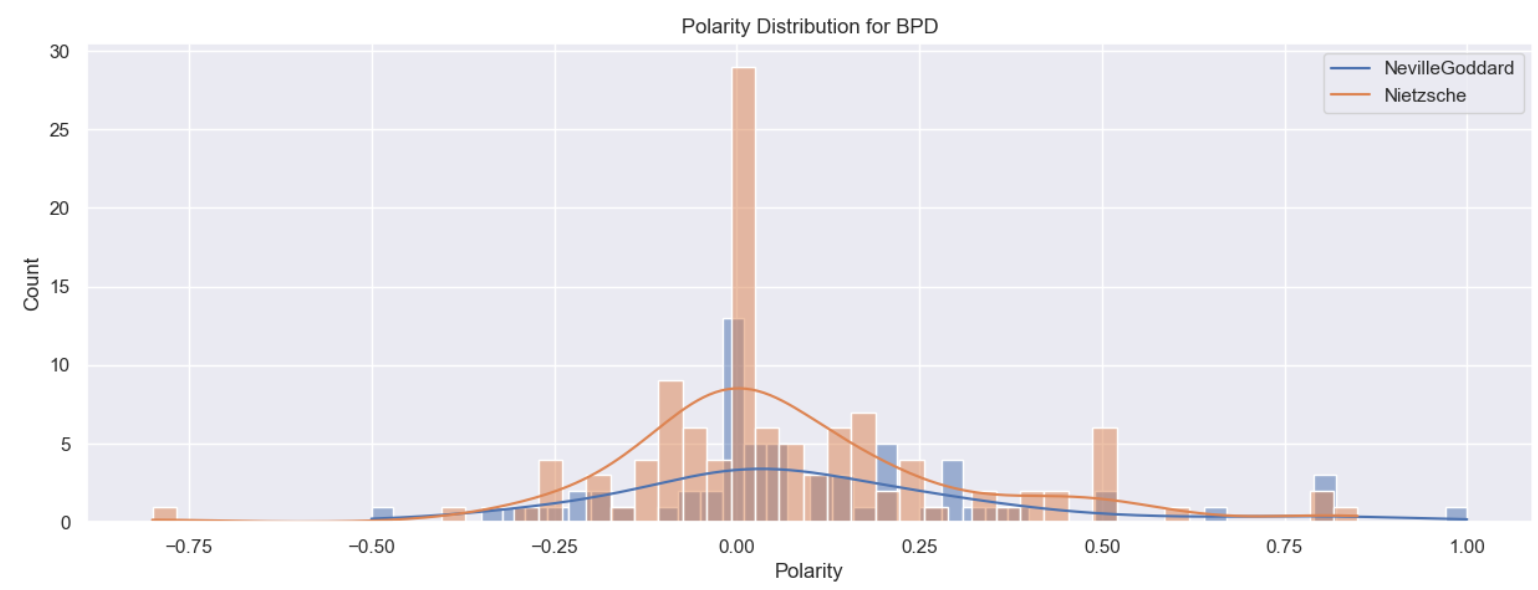 Polarity Distribution for BPD
NevilleGoddard
Nietzsche
Count
30
25
20
15
10
5
0
−0.75 −0.50 −0.25 0.00 0.25 0.50 0.75 1.00
Polarity